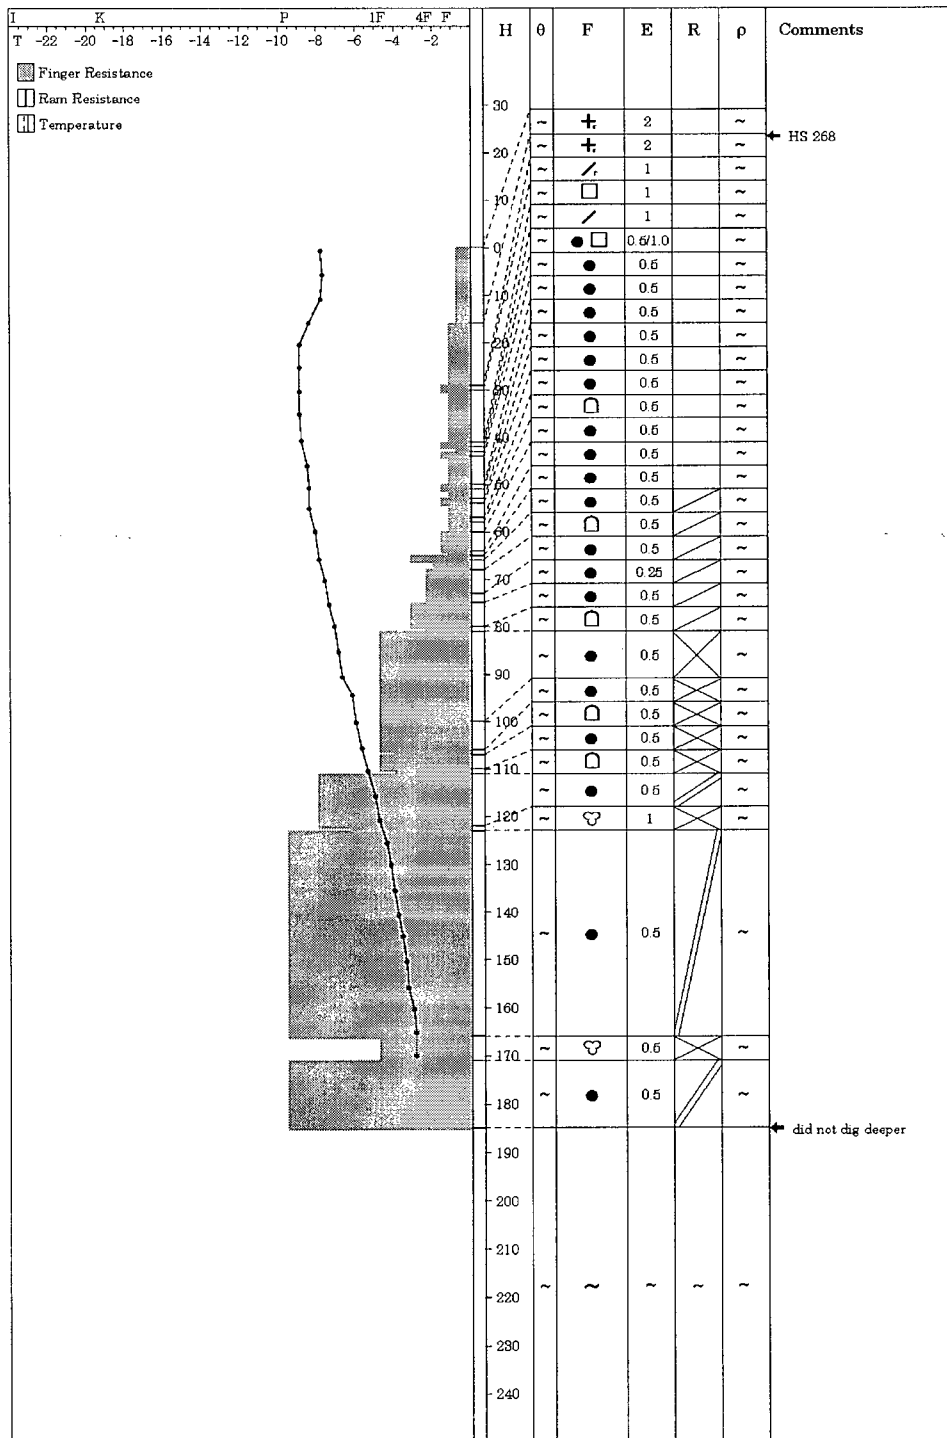 I K P 1F 4F F
T -22 -20 -18 -16 -14 -12 -10 -8 -6 -4 -2
H θ F E R ρ Comments
Finger Resistance
Ram Resistance
Temperature
30
~ +r 2 ~
HS 268
20
~ +r 2 ~
~ /r 1 ~
10
~ □ 1 ~
~ / 1 ~
0
~ ● □ 0.5/1.0 ~
~ ● 0.5 ~
~ ● 0.5 ~
10
~ ● 0.5 ~
20
~ ● 0.5 ~
~ ● 0.5 ~
30
~ ● 0.5 ~
~ 0.5 ~
40
~ ● 0.5 ~
~ ● 0.5 ~
50
~ ● 0.5 ~
~ ● 0.5 ~
60
~ 0.5 ~
~ ● 0.5 ~
70
~ ● 0.25 ~
~ ● 0.5 ~
80
~ 0.5 ~
~ ● 0.5 ~
90
~ ● 0.5 ~
100
~ 0.5 ~
~ ● 0.5 ~
110
~ 0.5 ~
~ ● 0.5 ~
120
~ 1 ~
130
140
~ ● 0.5 ~
150
160
~ 0.5 ~
170
~ ● 0.5 ~
180
did not dig deeper
190
200
210
~ ~ ~ ~ ~
220
230
240